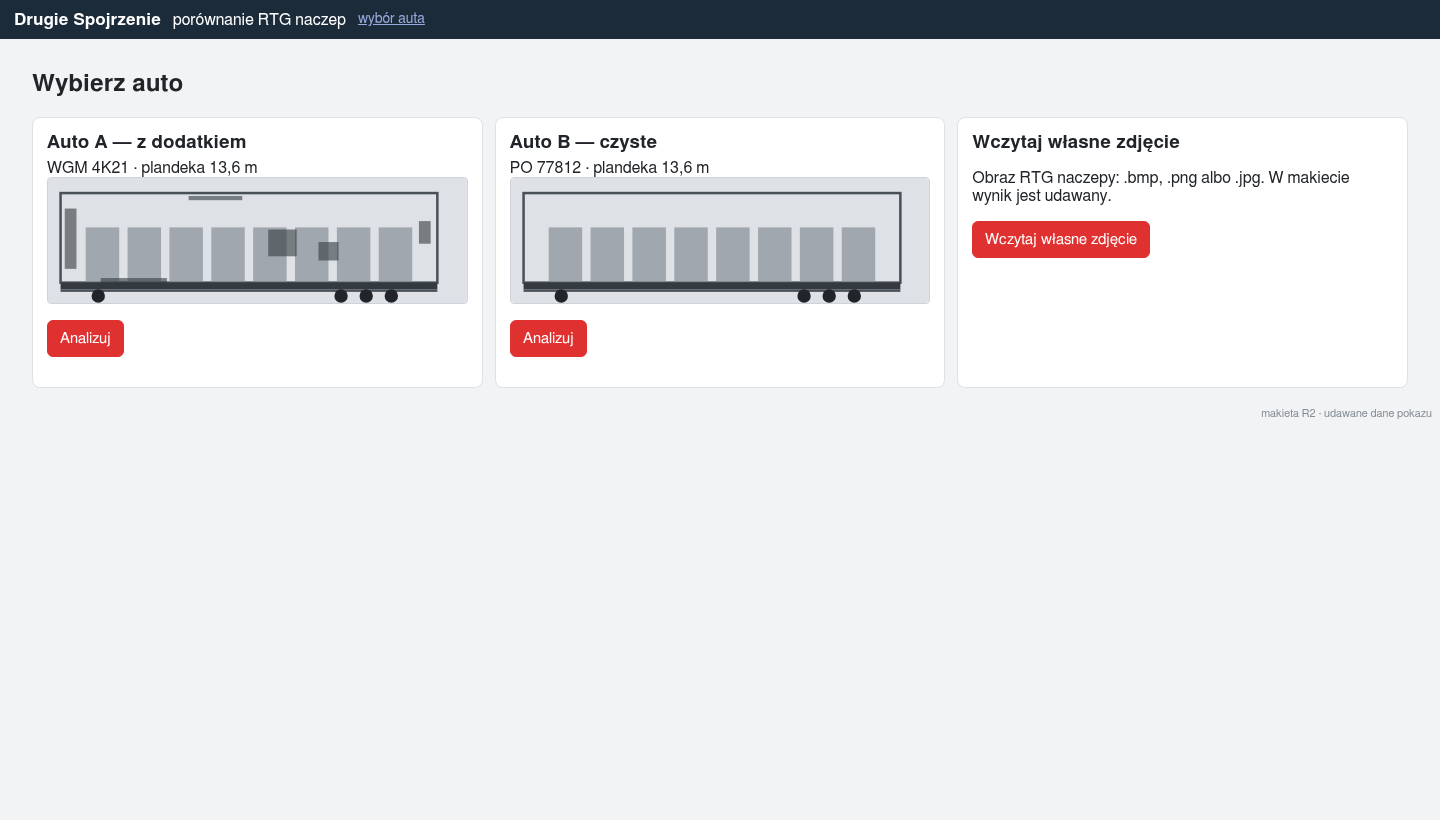 Drugie Spojrzenie porównanie RTG naczep wybór auta
Wybierz auto
Auto A — z dodatkiem
WGM 4K21 · plandeka 13,6 m
Analizuj
Auto B — czyste
PO 77812 · plandeka 13,6 m
Analizuj
Wczytaj własne zdjęcie
Obraz RTG naczepy: .bmp, .png albo .jpg. W makiecie
wynik jest udawany.
Wczytaj własne zdjęcie
makieta R2 · udawane dane pokazu